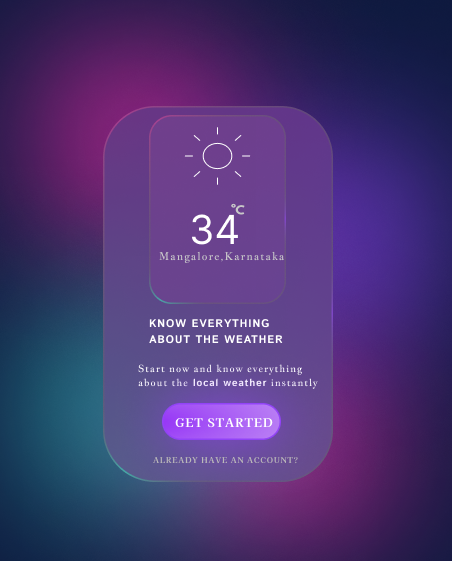 34°C
Mangalore,Karnataka
KNOW EVERYTHING
ABOUT THE WEATHER
Start now and know everything
about the local weather instantly
GET STARTED
ALREADY HAVE AN ACCOUNT?